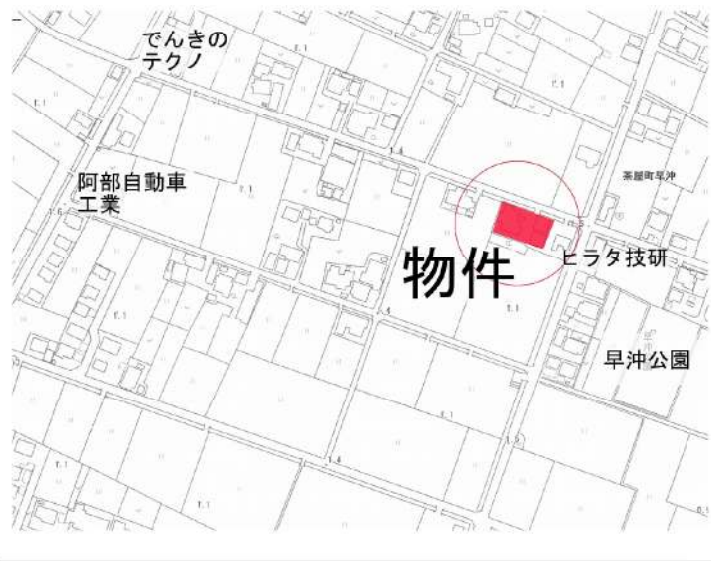 でんきの
テクノ
阿部自動車
工業
茶屋町早沖
物件
ヒラタ技研
早沖公園